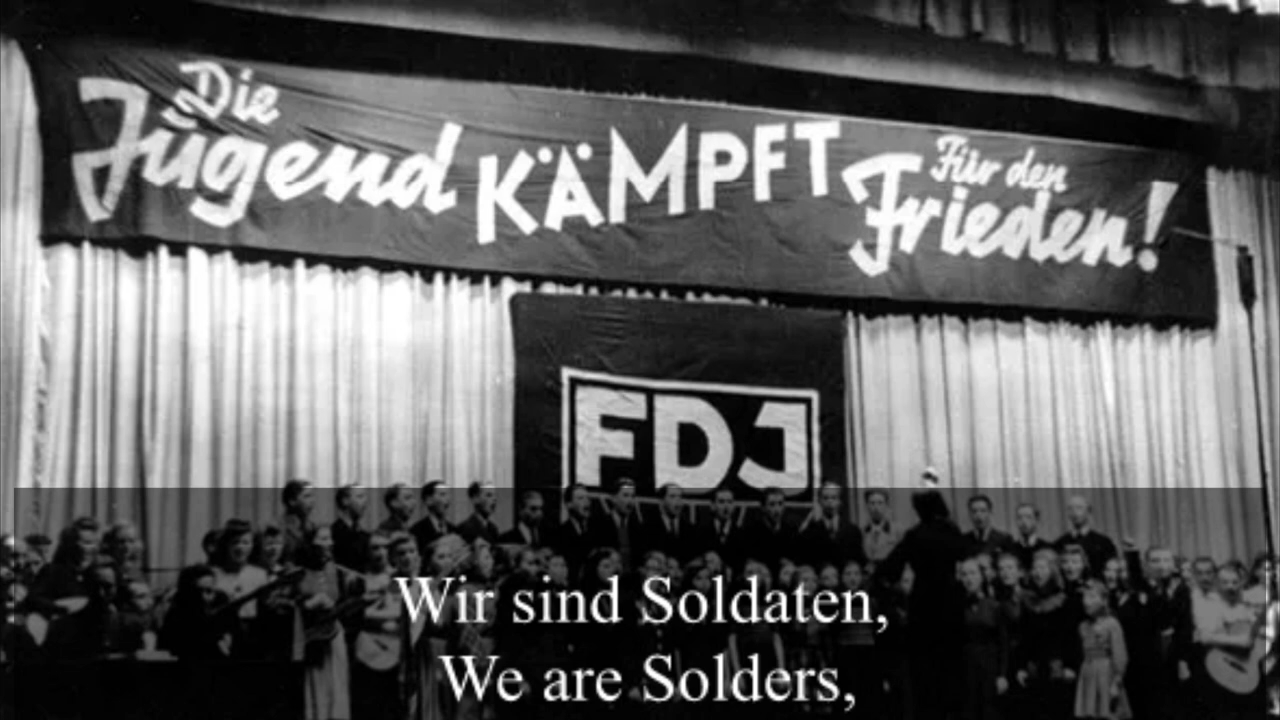 Die
Jugend KÄMPFT Für den
Frieden!
FDJ
Wir sind Soldaten,
We are Solders,